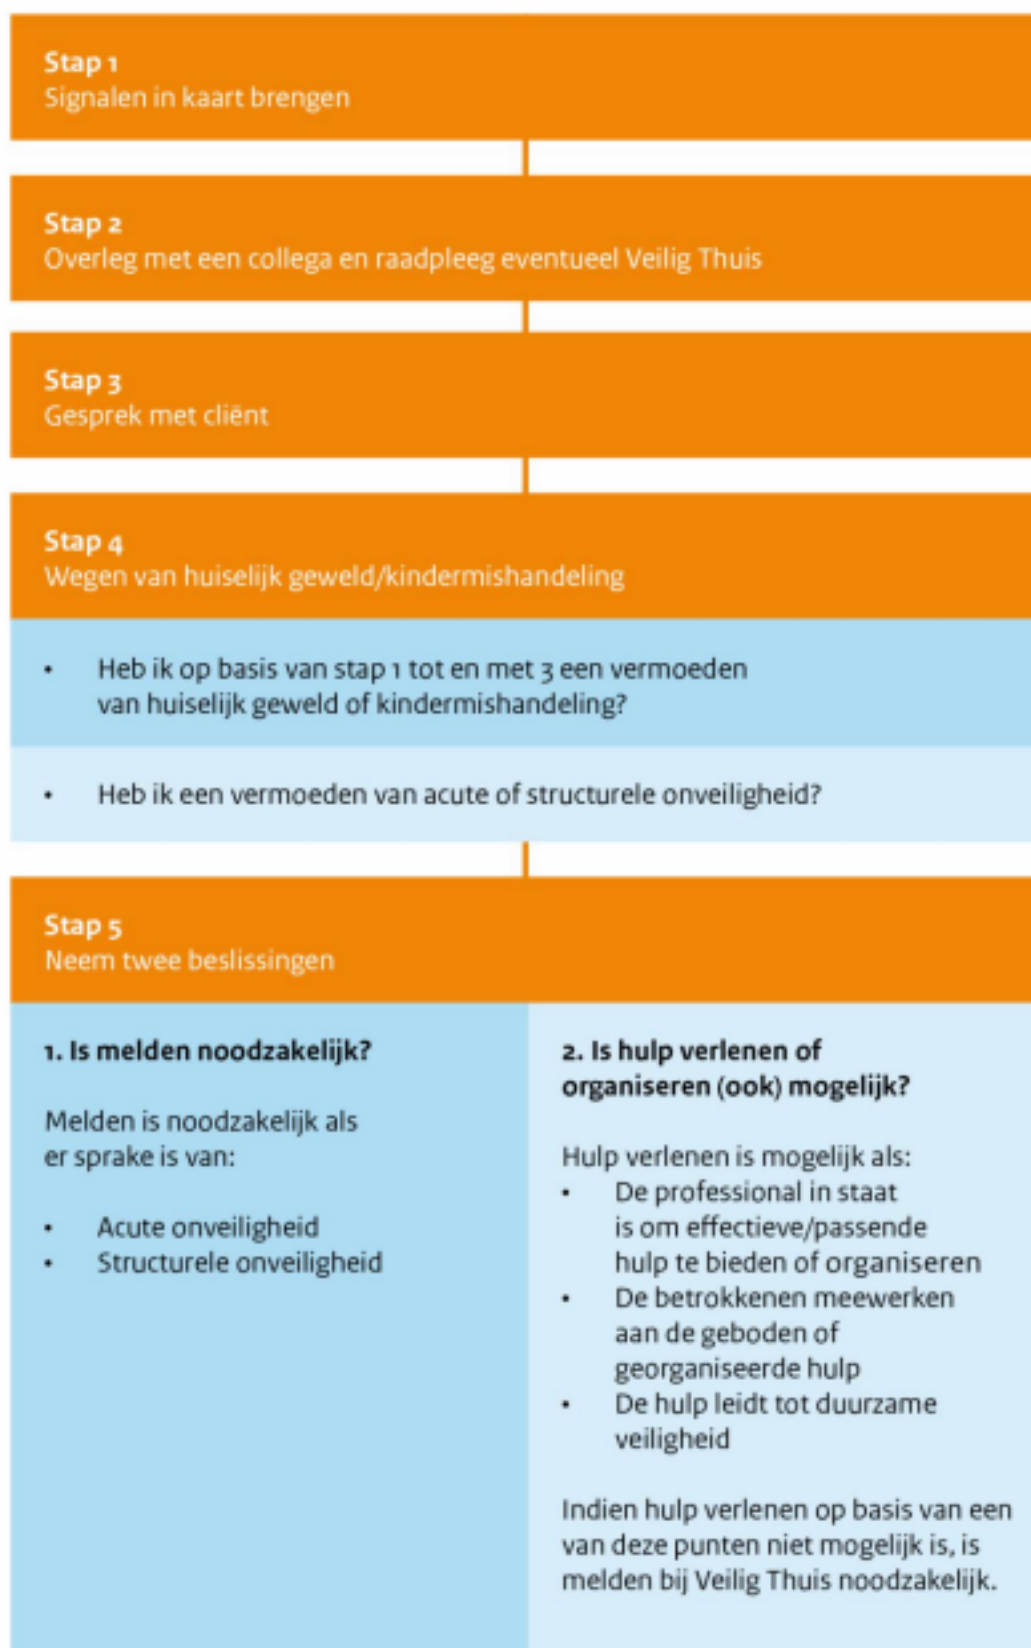 Stap 1
Signalen in kaart brengen
Stap 2
Overleg met een collega en raadpleeg eventueel Veilig Thuis
Stap 3
Gesprek met cliënt
Stap 4
Wegen van huiselijk geweld/kindermishandeling
• Heb ik op basis van stap 1 tot en met 3 een vermoeden
van huiselijk geweld of kindermishandeling?
• Heb ik een vermoeden van acute of structurele onveiligheid?
Stap 5
Neem twee beslissingen
1. Is melden noodzakelijk?
Melden is noodzakelijk als
er sprake is van:
• Acute onveiligheid
• Structurele onveiligheid
2. Is hulp verlenen of
organiseren (ook) mogelijk?
Hulp verlenen is mogelijk als:
• De professional in staat
is om effectieve/passende
hulp te bieden of organiseren
• De betrokkenen meewerken
aan de geboden of
georganiseerde hulp
• De hulp leidt tot duurzame
veiligheid
Indien hulp verlenen op basis van een
van deze punten niet mogelijk is, is
melden bij Veilig Thuis noodzakelijk.